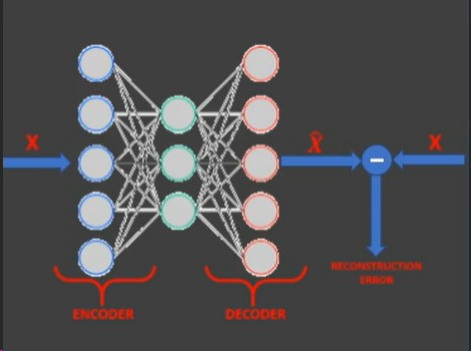 X
X̂
X
−
RECONSTRUCTION
ERROR
ENCODER
DECODER